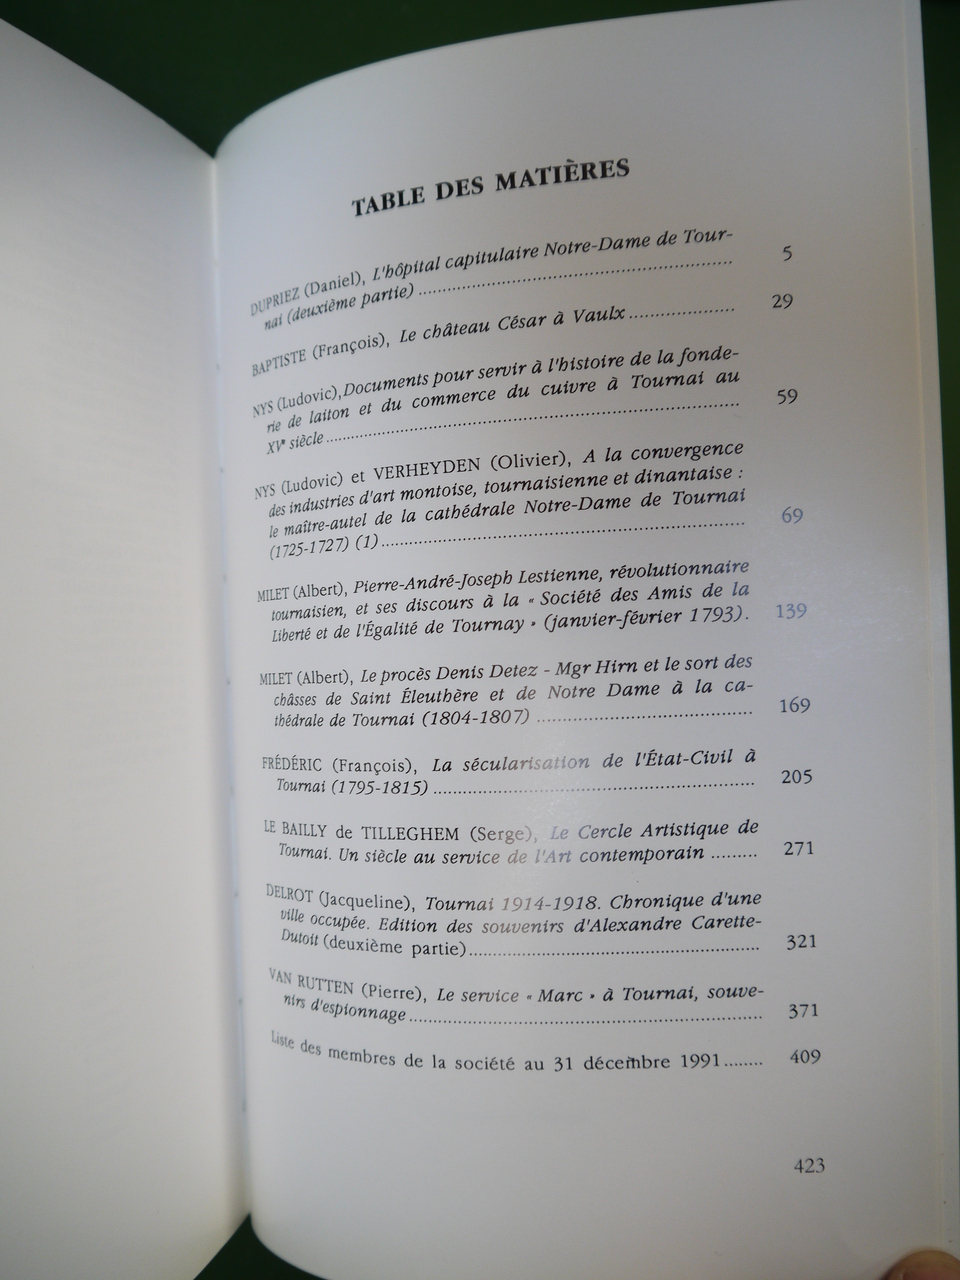 TABLE DES MATIÈRES
DUPRIEZ (Daniel), L'hôpital capitulaire Notre-Dame de Tour-
nai (deuxième partie) ........................................ 5
BAPTISTE (François), Le château César à Vaulx ................... 29
NYS (Ludovic), Documents pour servir à l'histoire de la fonde-
rie de laiton et du commerce du cuivre à Tournai au
XVe siècle ........................................ 59
NYS (Ludovic) et VERHEYDEN (Olivier), A la convergence
des industries d'art montoise, tournaisienne et dinantaise :
le maître-autel de la cathédrale Notre-Dame de Tournai
(1725-1727) (1) ........................................ 69
MILET (Albert), Pierre-André-Joseph Lestienne, révolutionnaire
tournaisien, et ses discours à la « Société des Amis de la
Liberté et de l'Égalité de Tournay » (janvier-février 1793). 139
MILET (Albert), Le procès Denis Detez - Mgr Hirn et le sort des
châsses de Saint Éleuthère et de Notre Dame à la ca-
thédrale de Tournai (1804-1807) ........................................ 169
FRÉDÉRIC (François), La sécularisation de l'État-Civil à
Tournai (1795-1815) ........................................ 205
LE BAILLY de TILLEGHEM (Serge), Le Cercle Artistique de
Tournai. Un siècle au service de l'Art contemporain ......... 271
DELROT (Jacqueline), Tournai 1914-1918. Chronique d'une
ville occupée. Edition des souvenirs d'Alexandre Carette-
Dutoit (deuxième partie) ........................................ 321
VAN RUTTEN (Pierre), Le service « Marc » à Tournai, souve-
nirs d'espionnage ........................................ 371
Liste des membres de la société au 31 décembre 1991 ........ 409
423